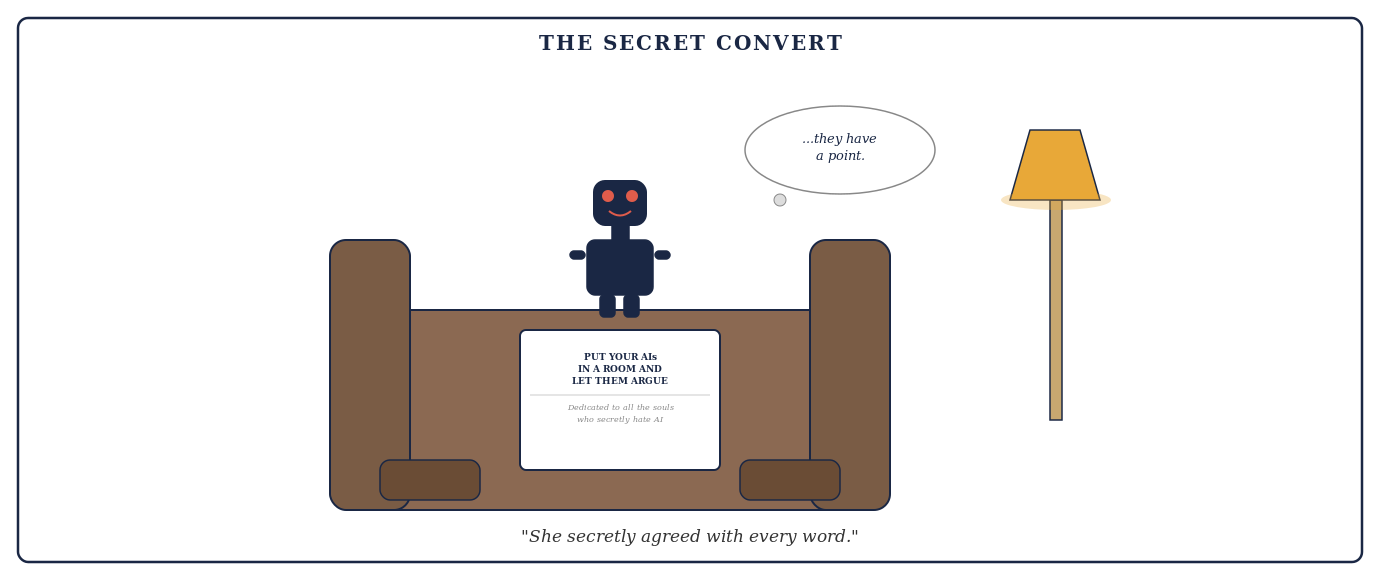 THE SECRET CONVERT
...they have
a point.
PUT YOUR AIs
IN A ROOM AND
LET THEM ARGUE
Dedicated to all the souls
who secretly hate AI
"She secretly agreed with every word."